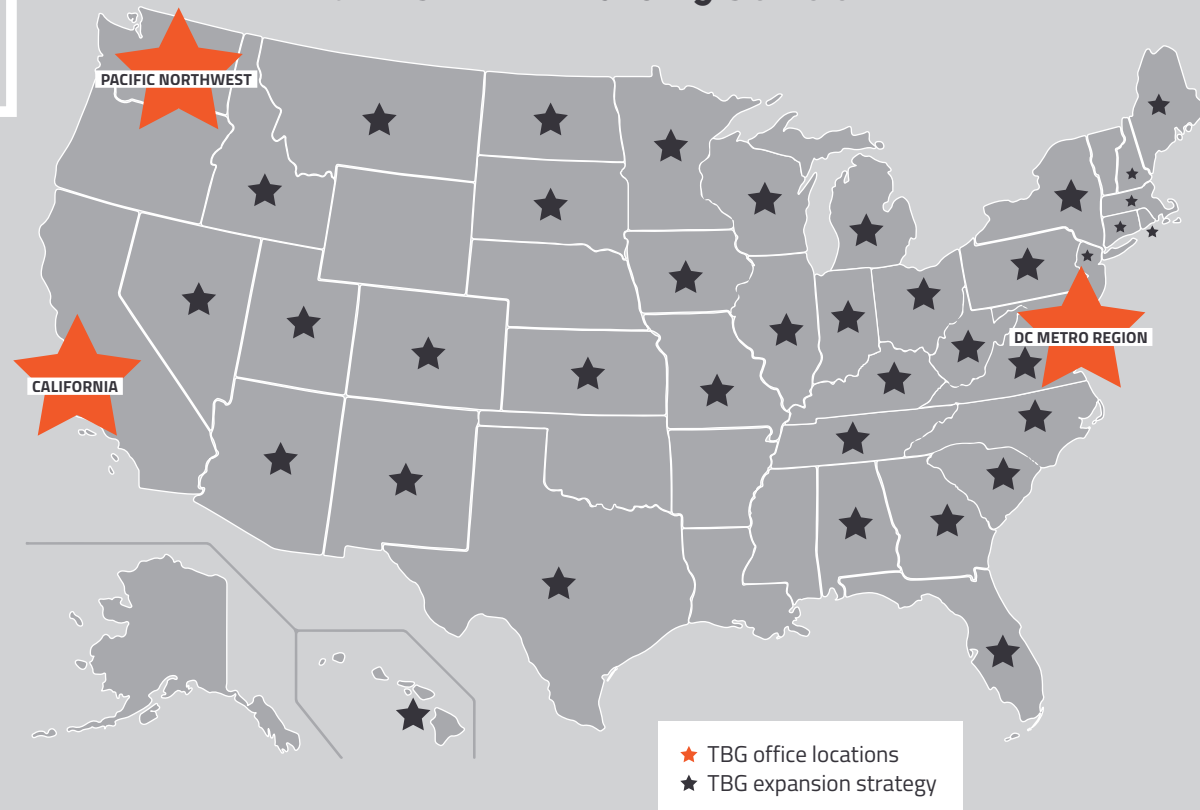 PACIFIC NORTHWEST
DC METRO REGION
CALIFORNIA
TBG office locations
TBG expansion strategy